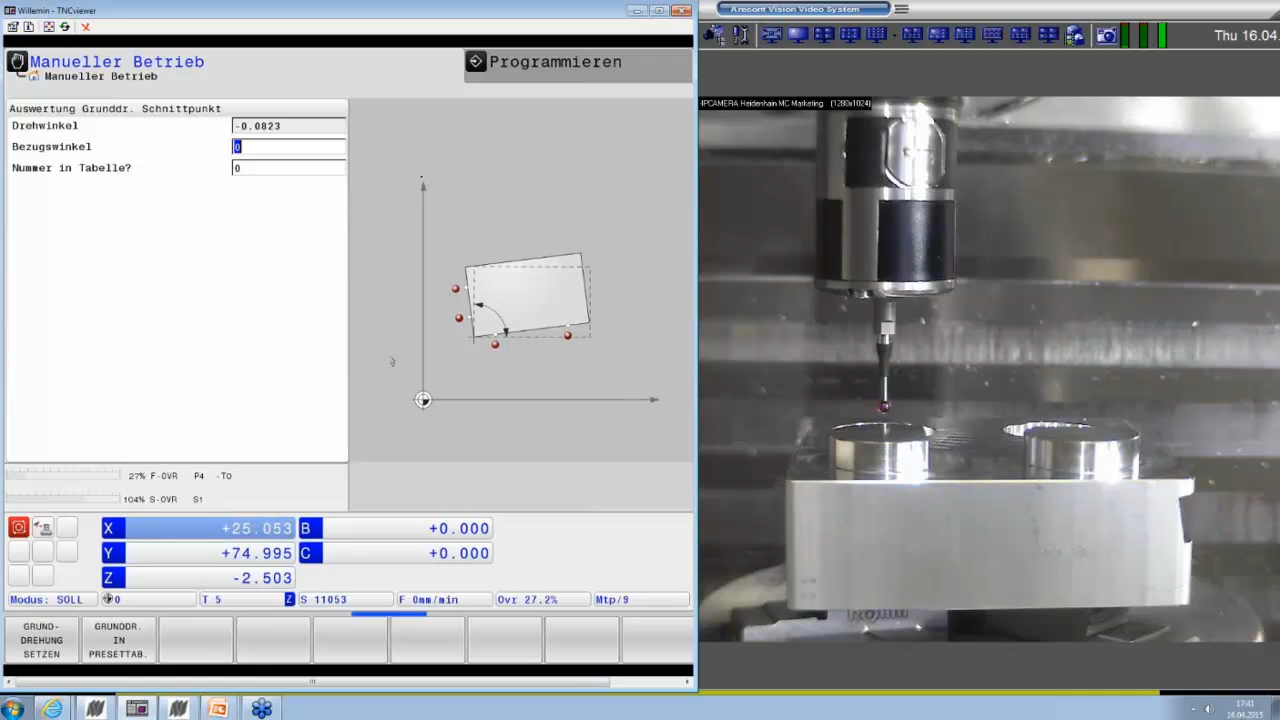 Willemin - TNCviewer
Manueller Betrieb
Manueller Betrieb
Programmieren
Auswertung Grunddr. Schnittpunkt
Drehwinkel -0.0823
Bezugswinkel 0
Nummer in Tabelle? 0
27% F-OVR P4 -T0
104% S-OVR S1
X +25.053 B +0.000
Y +74.995 C +0.000
Z -2.503
Modus: SOLL 0 T 5 Z S 11053 F 0mm/min Ovr 27.2% Mtp/9
GRUND-
DREHUNG
SETZEN
GRUNDDR.
IN
PRESETTAB.
Arecont Vision Video System
Thu 16.04.
HPCAMERA Heidenhain MC Marketing (1280x1024)
17:41
16.04.2015